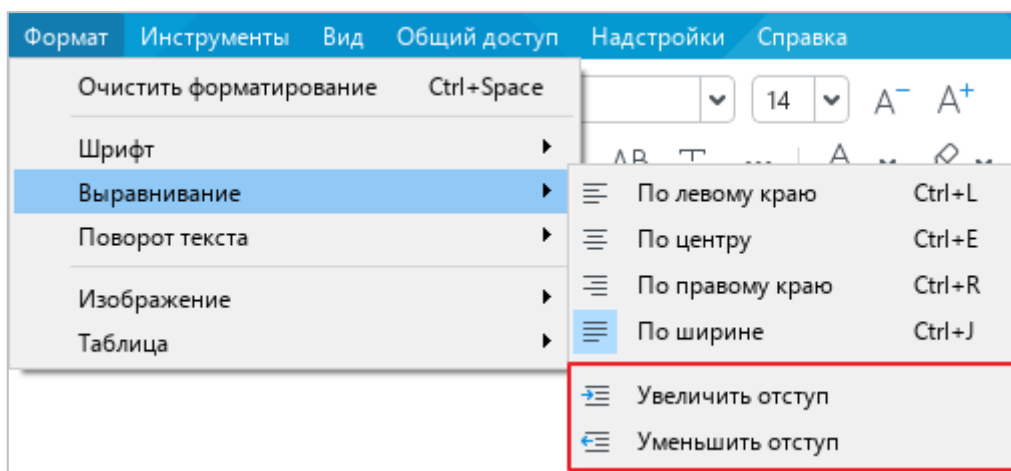 Формат Инструменты Вид Общий доступ Надстройки Справка
Очистить форматирование Ctrl+Space
14 A⁻ A⁺
Шрифт
Выравнивание
По левому краю Ctrl+L
Поворот текста
По центру Ctrl+E
Изображение
По правому краю Ctrl+R
Таблица
По ширине Ctrl+J
Увеличить отступ
Уменьшить отступ